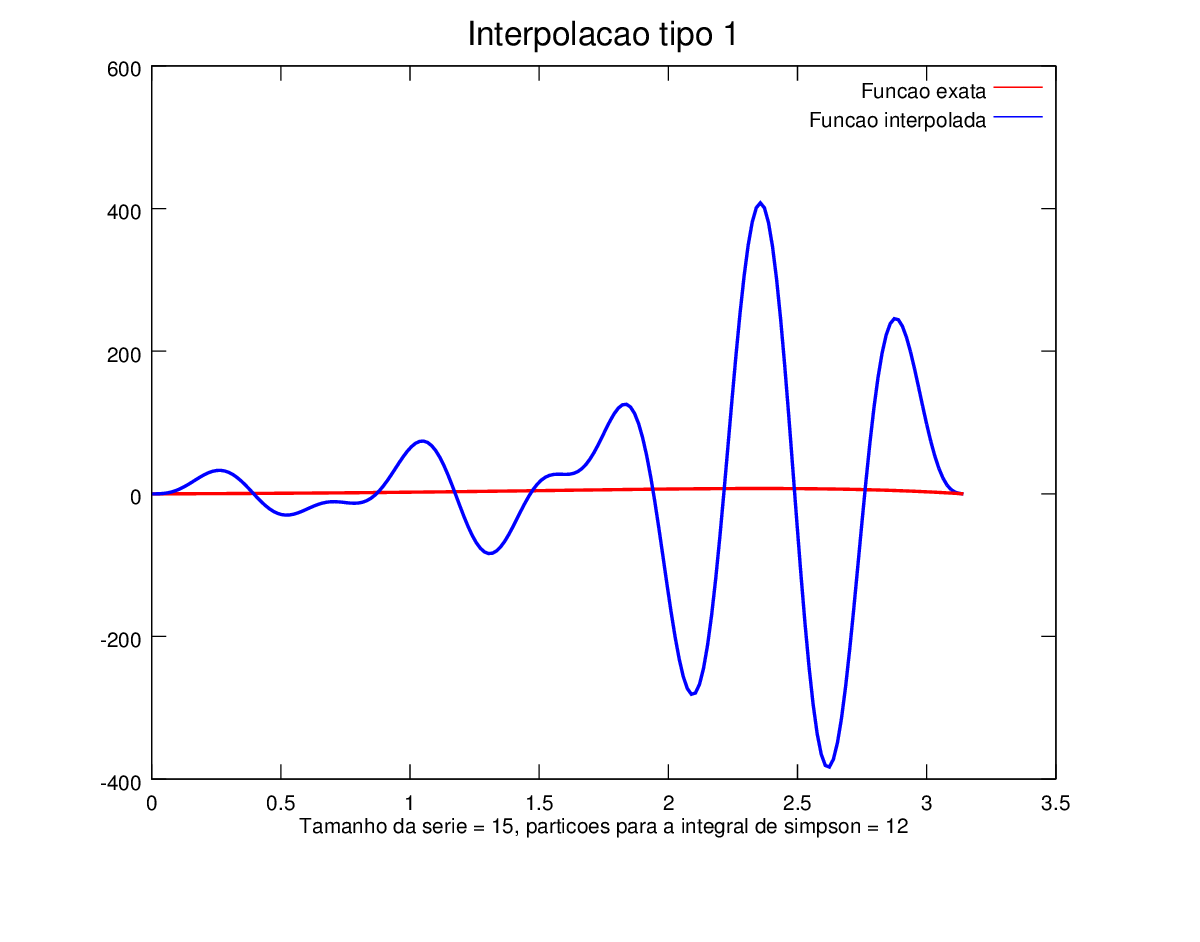 Interpolacao tipo 1
600
Funcao exata
Funcao interpolada
400
200
0
-200
-400
0 0.5 1 1.5 2 2.5 3 3.5
Tamanho da serie = 15, particoes para a integral de simpson = 12